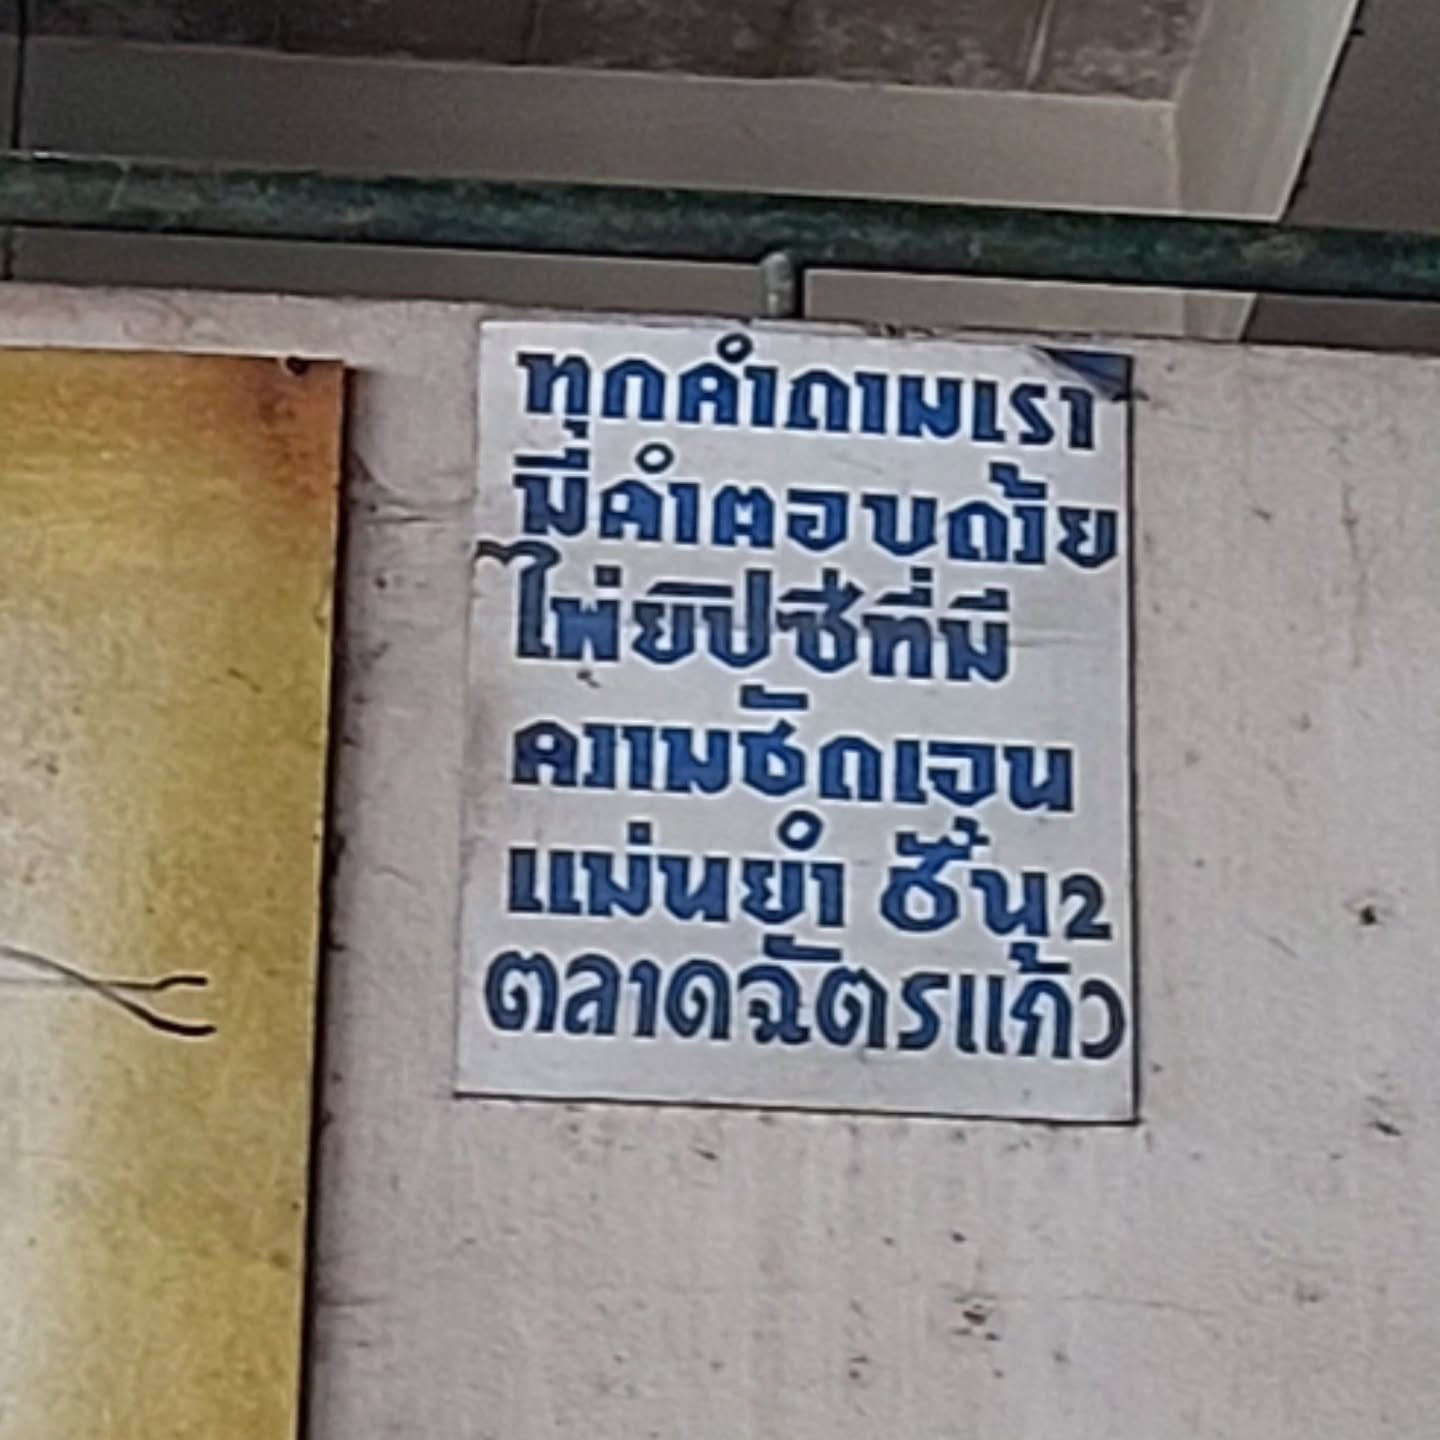 ทุกคำถามเรา
มีคำตอบด้วย
ไพ่ยิปซีที่มี
ความชัดเจน
แม่นยำ ชั้น2
ตลาดฉัตรแก้ว